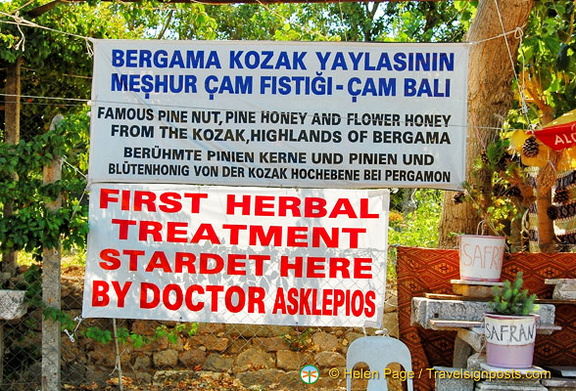 BERGAMA KOZAK YAYLASININ
MEŞHUR ÇAM FISTIĞI - ÇAM BALI
FAMOUS PINE NUT, PINE HONEY AND FLOWER HONEY
FROM THE KOZAK, HIGHLANDS OF BERGAMA
BERÜHMTE PINIEN KERNE UND PINIEN UND
BLÜTENHONIG VON DER KOZAK HOCHEBENE BEI PERGAMON
FIRST HERBAL
TREATMENT
STARDET HERE
BY DOCTOR ASKLEPIOS
SAFRAN
© Helen Page / TravelsignPosts.com